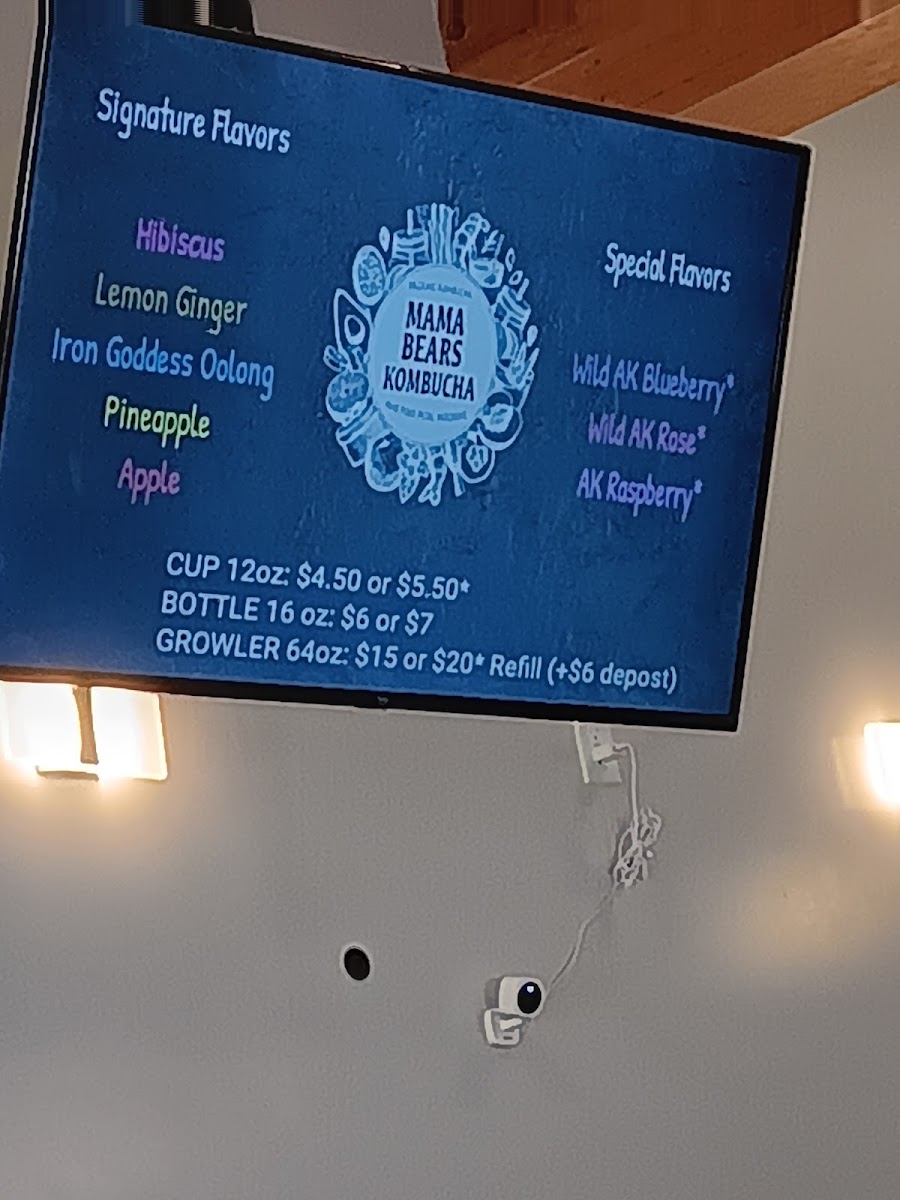 Signature Flavors
Hibiscus
Lemon Ginger
Iron Goddess Oolong
Pineapple
Apple
MAMA
BEARS
KOMBUCHA
Special Flavors
Wild AK Blueberry*
Wild AK Rose*
AK Raspberry*
CUP 12oz: $4.50 or $5.50*
BOTTLE 16 oz: $6 or $7
GROWLER 64oz: $15 or $20* Refill (+$6 depost)